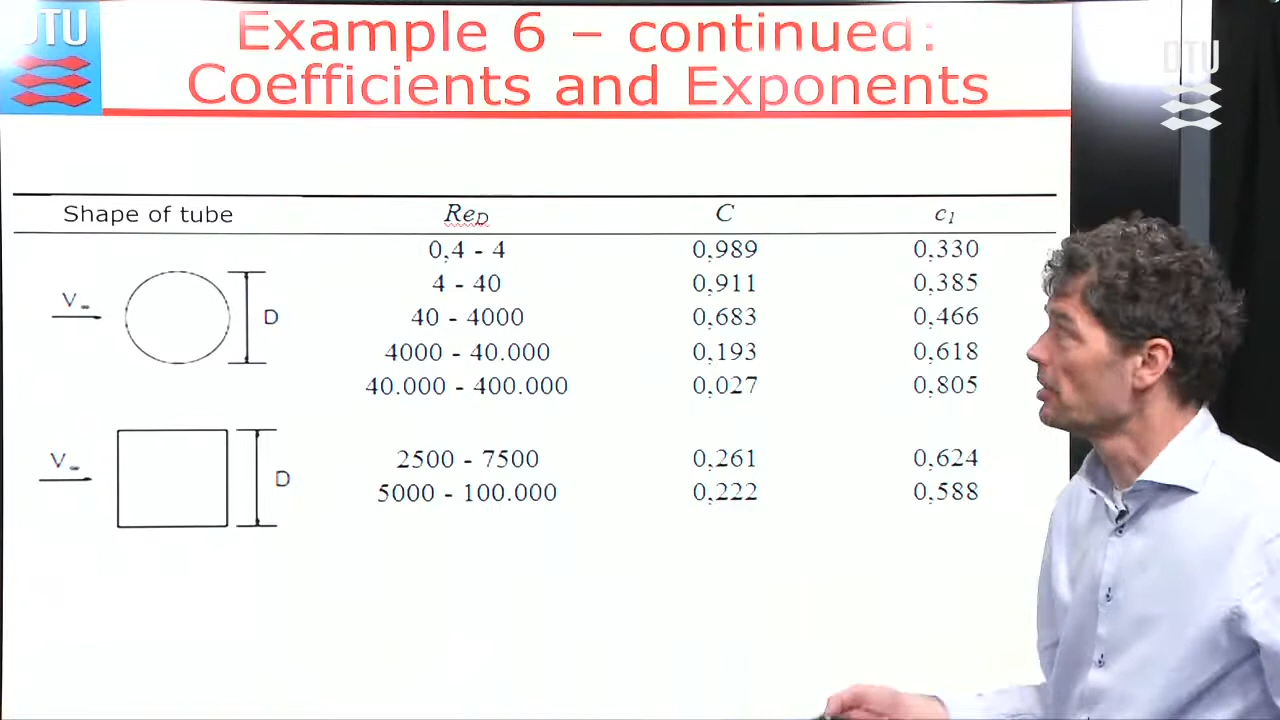 DTU
Example 6 – continued:
Coefficients and Exponents
DTU
Shape of tube Re_D C c_1
0,4 - 4 0,989 0,330
4 - 40 0,911 0,385
V∞ D 40 - 4000 0,683 0,466
4000 - 40.000 0,193 0,618
40.000 - 400.000 0,027 0,805
V∞ D 2500 - 7500 0,261 0,624
5000 - 100.000 0,222 0,588